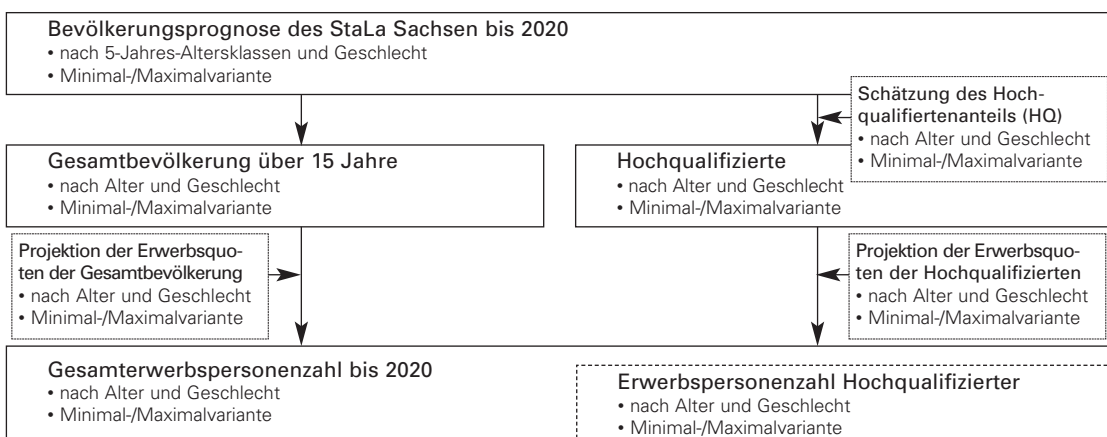 Bevölkerungsprognose des StaLa Sachsen bis 2020
• nach 5-Jahres-Altersklassen und Geschlecht
• Minimal-/Maximalvariante
Schätzung des Hoch-
qualifiertenanteils (HQ)
• nach Alter und Geschlecht
• Minimal-/Maximalvariante
Gesamtbevölkerung über 15 Jahre
• nach Alter und Geschlecht
• Minimal-/Maximalvariante
Hochqualifizierte
• nach Alter und Geschlecht
• Minimal-/Maximalvariante
Projektion der Erwerbsquo-
ten der Gesamtbevölkerung
• nach Alter und Geschlecht
• Minimal-/Maximalvariante
Projektion der Erwerbsquo-
ten der Hochqualifizierten
• nach Alter und Geschlecht
• Minimal-/Maximalvariante
Gesamterwerbspersonenzahl bis 2020
• nach Alter und Geschlecht
• Minimal-/Maximalvariante
Erwerbspersonenzahl Hochqualifizierter
• nach Alter und Geschlecht
• Minimal-/Maximalvariante